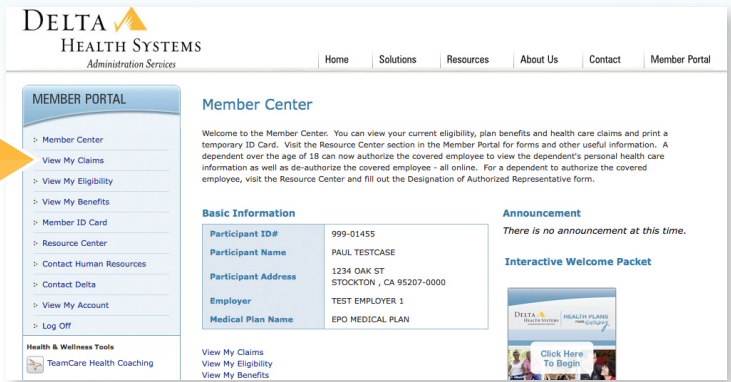 DELTA
HEALTH SYSTEMS
Administration Services
Home Solutions Resources About Us Contact Member Portal
MEMBER PORTAL
Member Center
View My Claims
View My Eligibility
View My Benefits
Member ID Card
Resource Center
Contact Human Resources
Contact Delta
View My Account
Log Off
Health & Wellness Tools
TeamCare Health Coaching
Member Center
Welcome to the Member Center. You can view your current eligibility, plan benefits and health care claims and print a
temporary ID Card. Visit the Resource Center section in the Member Portal for forms and other useful information. A
dependent over the age of 18 can now authorize the covered employee to view the dependent's personal health care
information as well as de-authorize the covered employee - all online. For a dependent to authorize the covered
employee, visit the Resource Center and fill out the Designation of Authorized Representative form.
Basic Information
Participant ID# 999-01455
Participant Name PAUL TESTCASE
Participant Address 1234 OAK ST
STOCKTON , CA 95207-0000
Employer TEST EMPLOYER 1
Medical Plan Name EPO MEDICAL PLAN
View My Claims
View My Eligibility
View My Benefits
Announcement
There is no announcement at this time.
Interactive Welcome Packet
DELTA
HEALTH SYSTEMS
HEALTH PLANS
Click Here
To Begin